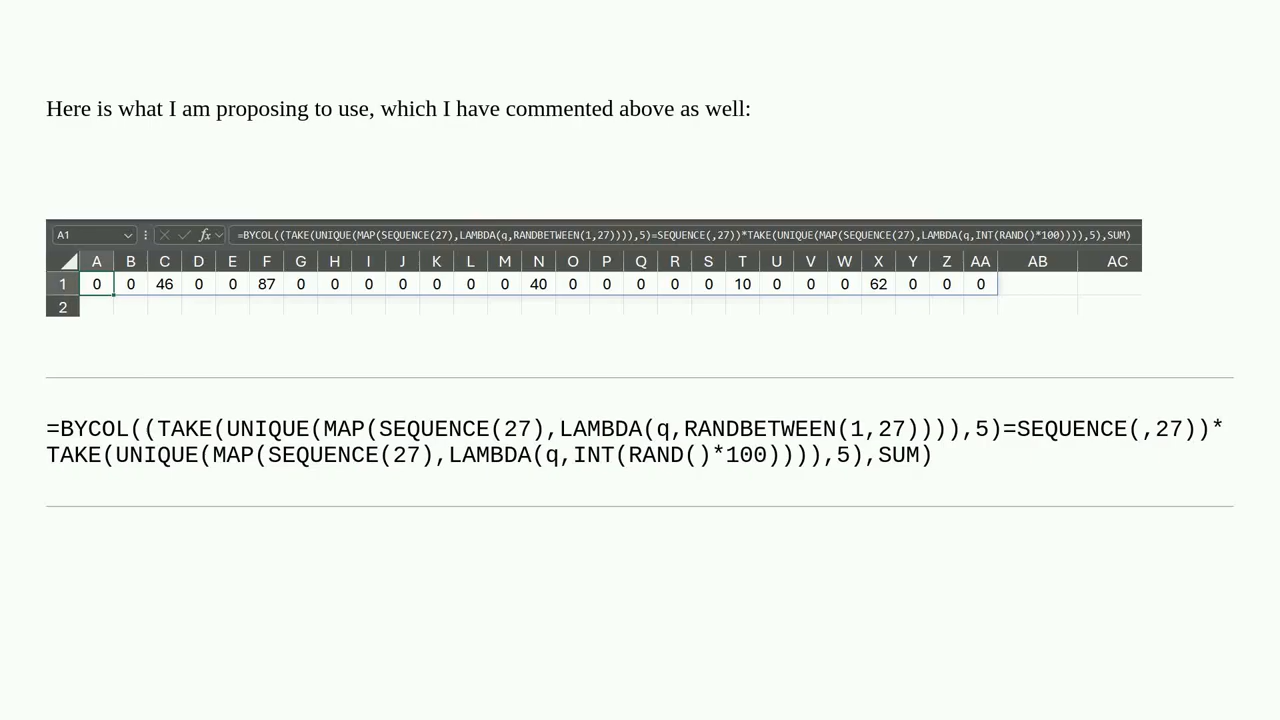 Here is what I am proposing to use, which I have commented above as well:
A1 fx =BYCOL((TAKE(UNIQUE(MAP(SEQUENCE(27),LAMBDA(q,RANDBETWEEN(1,27)))),5)=SEQUENCE(,27))*TAKE(UNIQUE(MAP(SEQUENCE(27),LAMBDA(q,INT(RAND()*100)))),5),SUM)
A B C D E F G H I J K L M N O P Q R S T U V W X Y Z AA AB AC
1 0 0 46 0 0 87 0 0 0 0 0 0 0 40 0 0 0 0 0 10 0 0 0 62 0 0 0
2
=BYCOL((TAKE(UNIQUE(MAP(SEQUENCE(27),LAMBDA(q,RANDBETWEEN(1,27)))),5)=SEQUENCE(,27))*
TAKE(UNIQUE(MAP(SEQUENCE(27),LAMBDA(q,INT(RAND()*100)))),5),SUM)